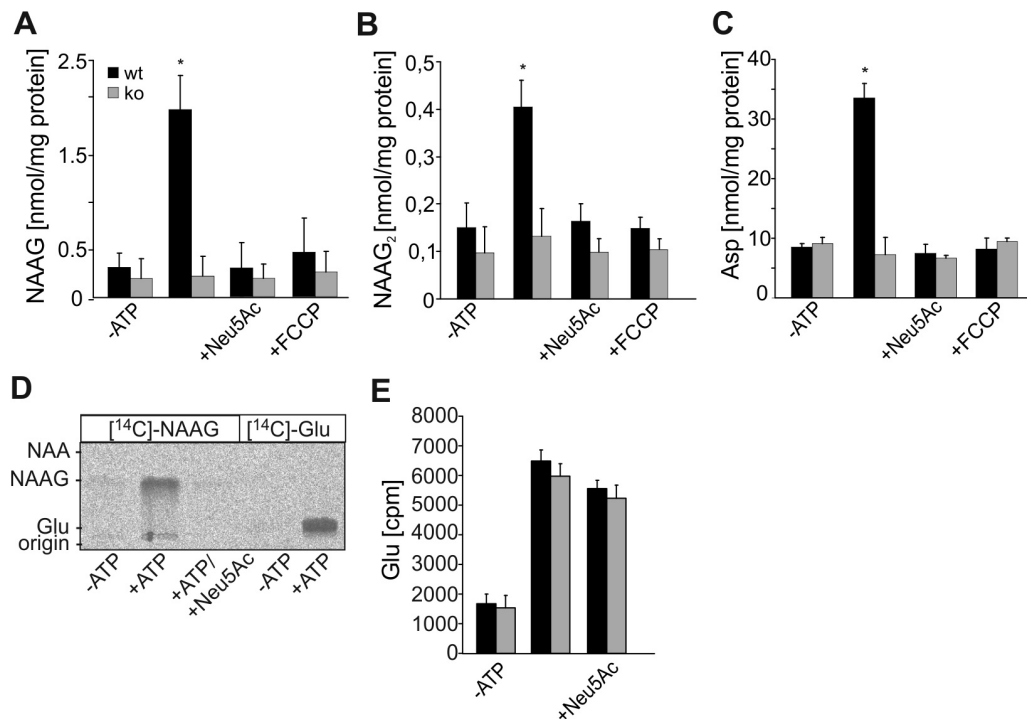 A
NAAG [nmol/mg protein]
2.5
1.5
0.5
0
wt
ko
*
-ATP
+Neu5Ac
+FCCP
B
NAAG₂ [nmol/mg protein]
0,5
0,4
0,3
0,2
0,1
0
*
-ATP
+Neu5Ac
+FCCP
C
Asp [nmol/mg protein]
40
30
20
10
0
*
-ATP
+Neu5Ac
+FCCP
D
[¹⁴C]-NAAG [¹⁴C]-Glu
NAA
NAAG
Glu
origin
-ATP
+ATP
+ATP/
+Neu5Ac
-ATP
+ATP
E
Glu [cpm]
8000
7000
6000
5000
4000
3000
2000
1000
0
-ATP
+Neu5Ac